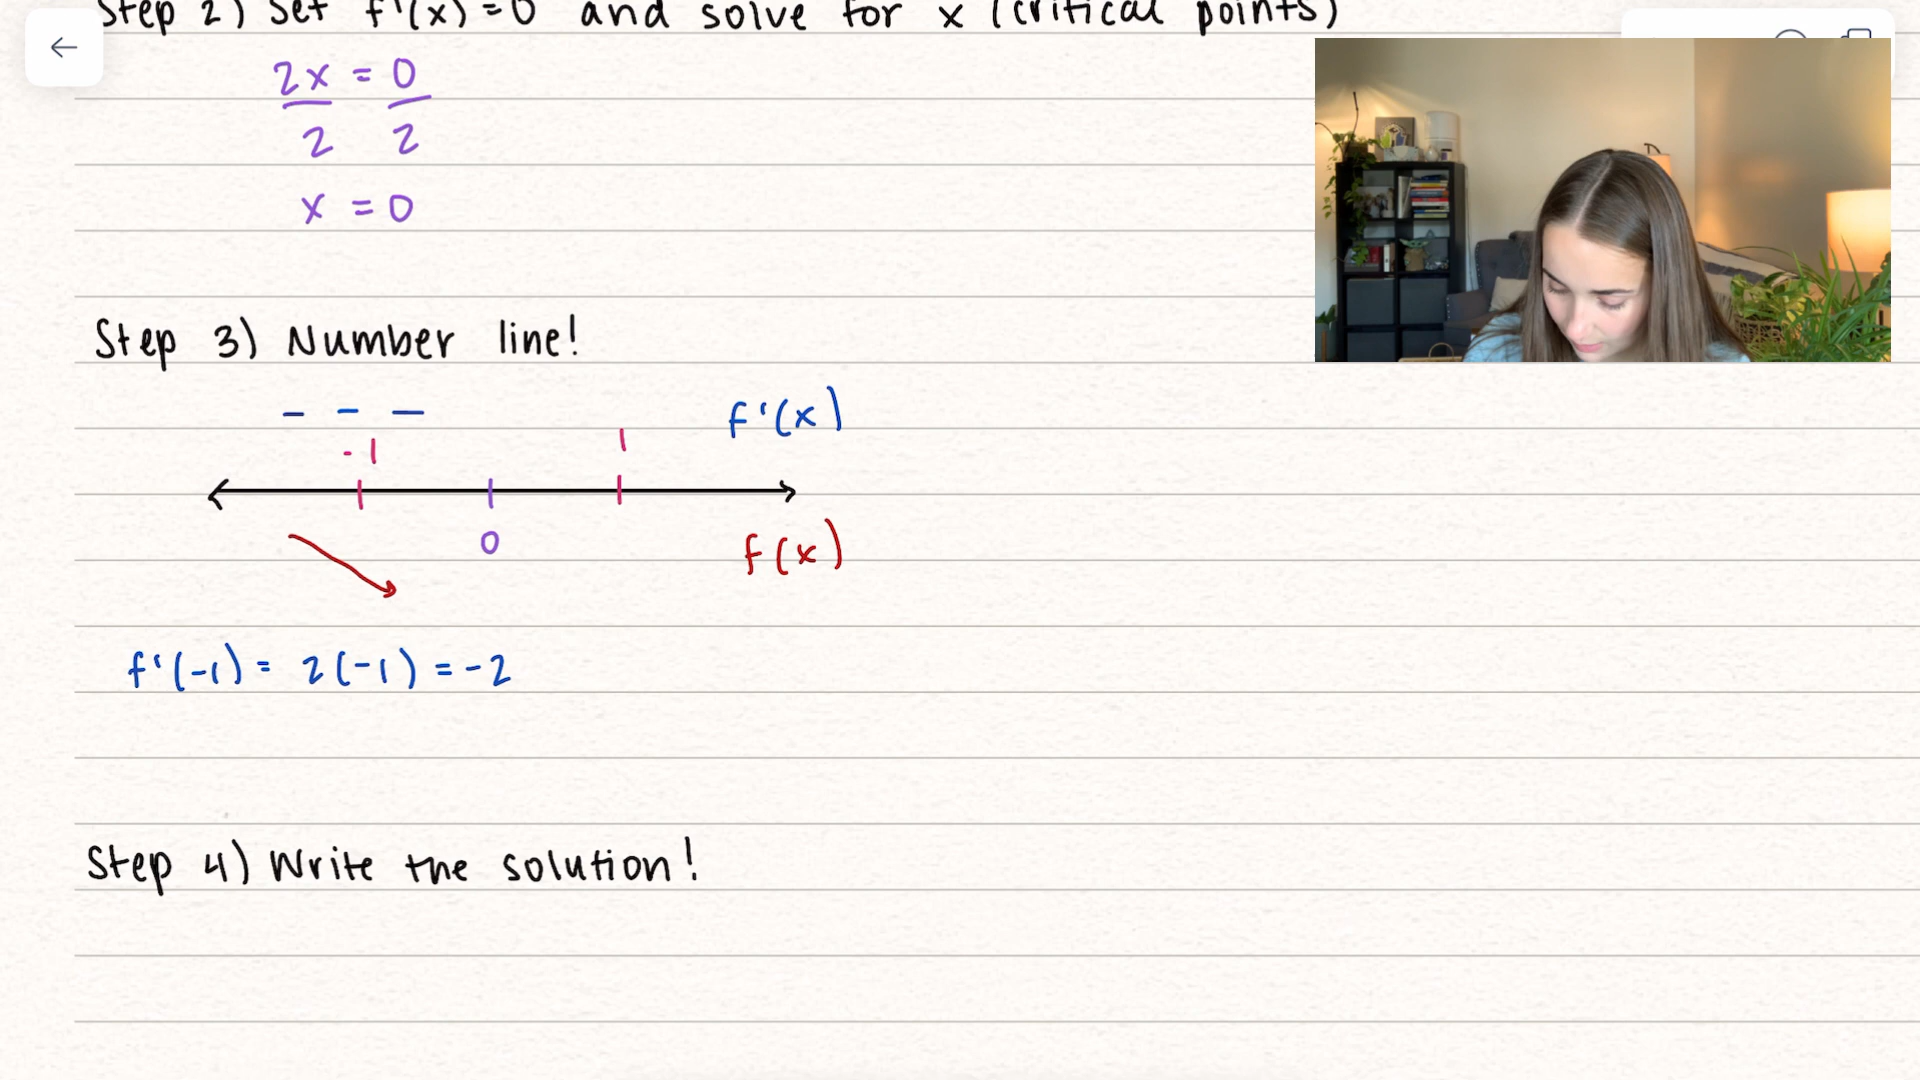 Step 2) Set f'(x) = 0 and solve for x (critical points)
2x = 0
2 2
x = 0
Step 3) Number line!
- - - f'(x)
-1 1
0 f(x)
f'(-1) = 2(-1) = -2
Step 4) Write the solution!